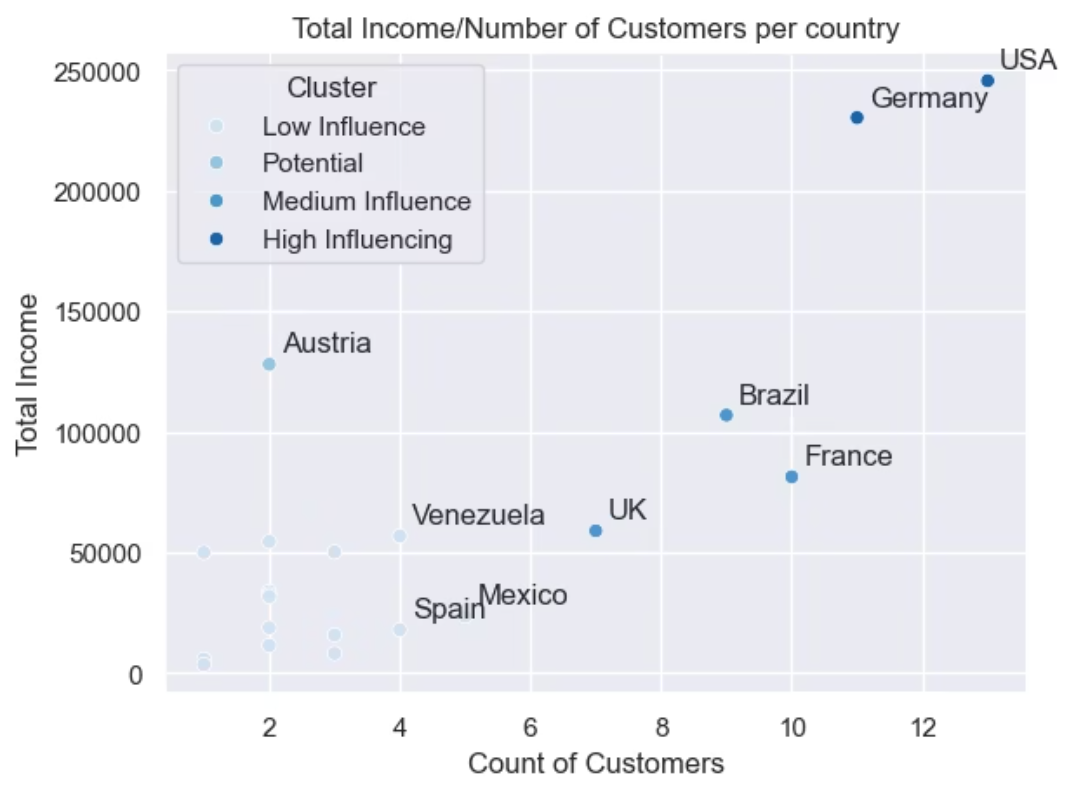 Total Income/Number of Customers per country
USA
250000
Cluster
Germany
Low Influence
Potential
200000
Medium Influence
High Influencing
150000
Austria
Total Income
Brazil
100000
France
Venezuela
UK
50000
Mexico
Spain
0
2
4
6
8
10
12
Count of Customers